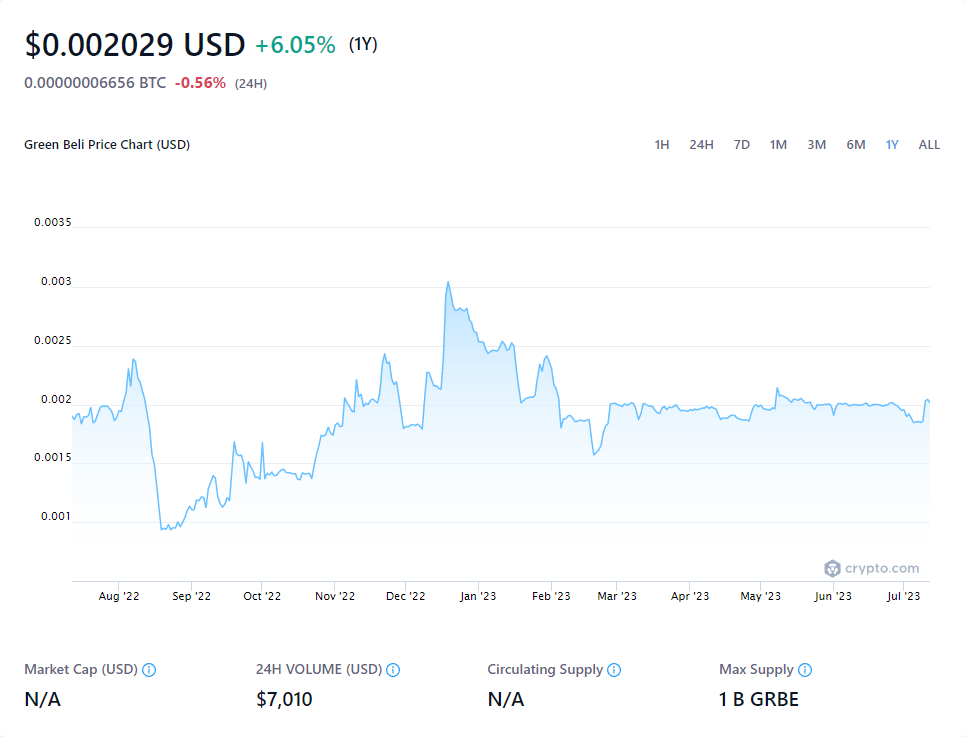 $0.002029 USD +6.05% (1Y)
0.00000006656 BTC -0.56% (24H)
Green Beli Price Chart (USD) 1H 24H 7D 1M 3M 6M 1Y ALL
0.0035
0.003
0.0025
0.002
0.0015
0.001
crypto.com
Aug '22 Sep '22 Oct '22 Nov '22 Dec '22 Jan '23 Feb '23 Mar '23 Apr '23 May '23 Jun '23 Jul '23
Market Cap (USD) 24H VOLUME (USD) Circulating Supply Max Supply
N/A $7,010 N/A 1 B GRBE